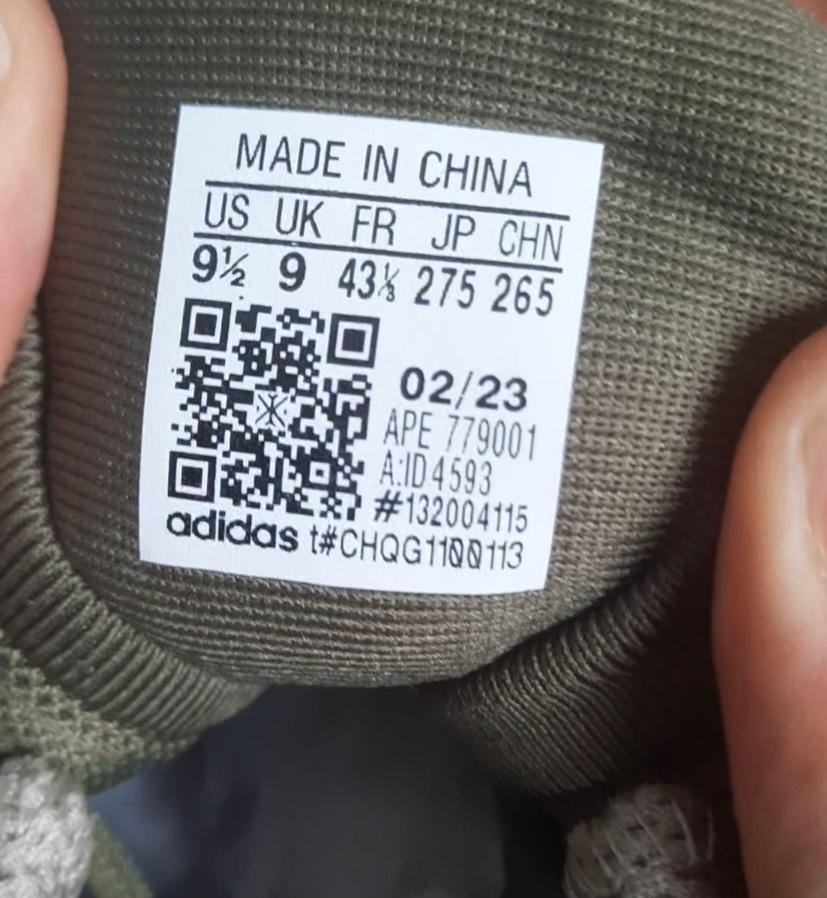 MADE IN CHINA
US UK FR JP CHN
9½ 9 43⅓ 275 265
02/23
APE 779001
A:ID4593
#132004115
adidas t#CHQG1100113